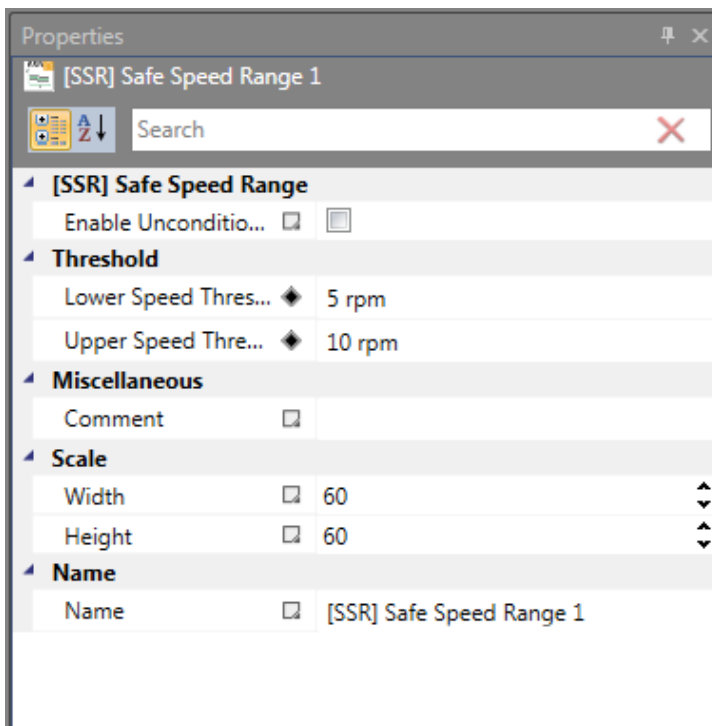 Properties
[SSR] Safe Speed Range 1
A Z Search
[SSR] Safe Speed Range
Enable Unconditio...
Threshold
Lower Speed Thres... 5 rpm
Upper Speed Thre... 10 rpm
Miscellaneous
Comment
Scale
Width 60
Height 60
Name
Name [SSR] Safe Speed Range 1